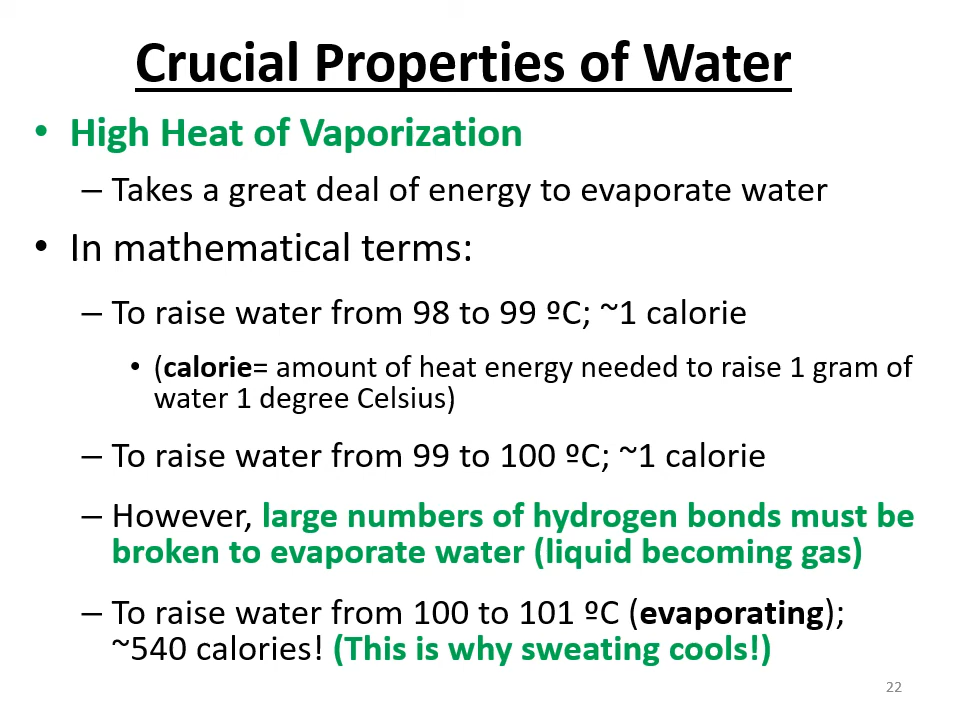 Crucial Properties of Water
• High Heat of Vaporization
– Takes a great deal of energy to evaporate water
• In mathematical terms:
– To raise water from 98 to 99 ºC; ~1 calorie
• (calorie= amount of heat energy needed to raise 1 gram of
water 1 degree Celsius)
– To raise water from 99 to 100 ºC; ~1 calorie
– However, large numbers of hydrogen bonds must be
broken to evaporate water (liquid becoming gas)
– To raise water from 100 to 101 ºC (evaporating);
~540 calories! (This is why sweating cools!)
22